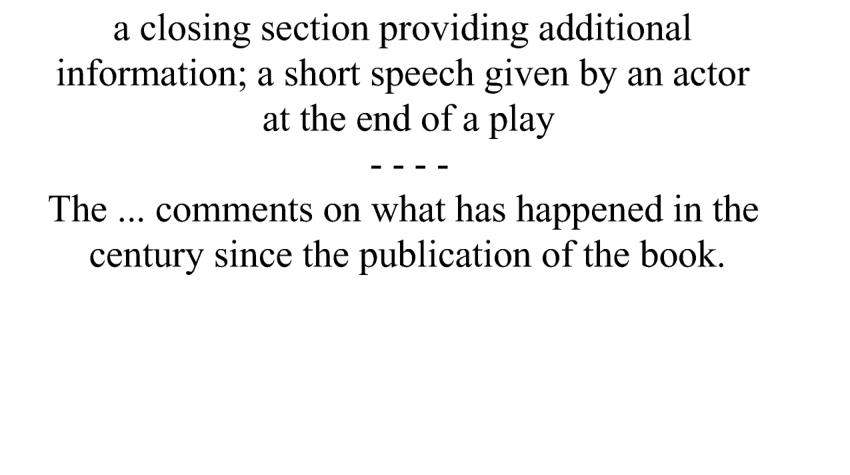 a closing section providing additional
information; a short speech given by an actor
at the end of a play
- - - -
The ... comments on what has happened in the
century since the publication of the book.